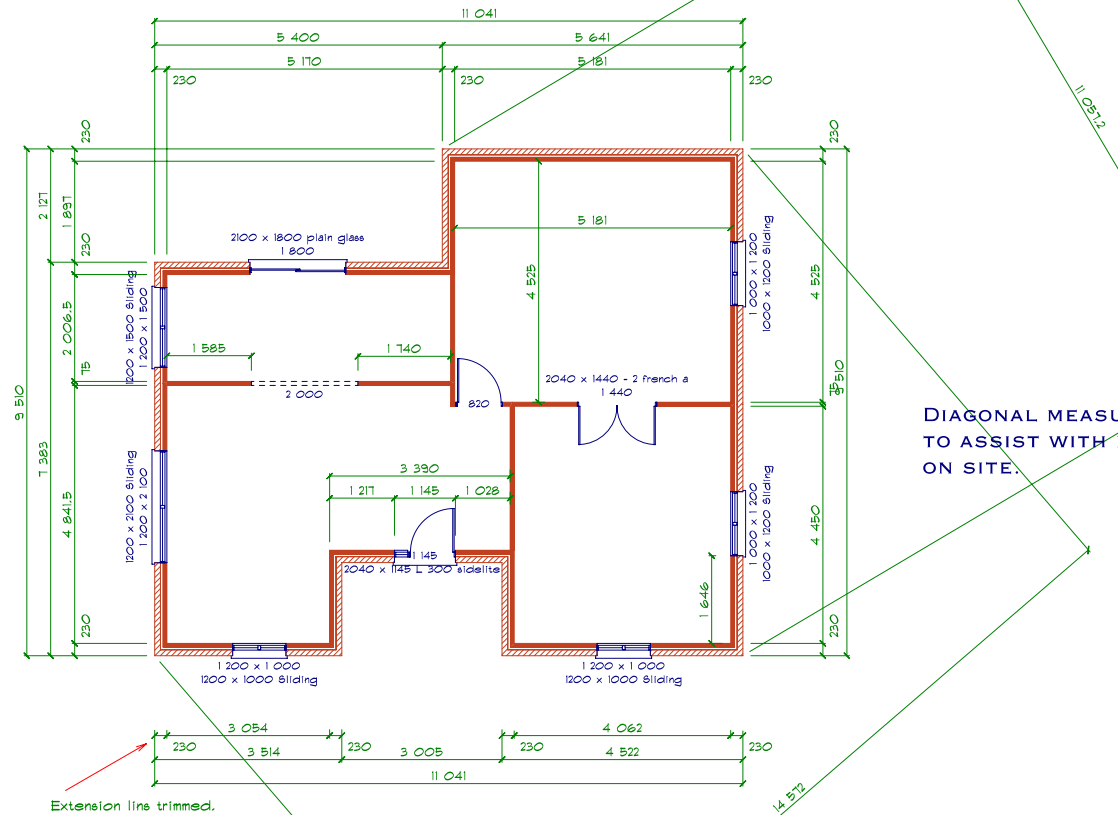 11 041
5 400
5 641
5 170
5 181
230
230
230
230
230
11 057,2
2 127
1 897
230
2100 x 1800 plain glass
1 800
5 181
4 525
1000 x 1200 Sliding
1 000 x 1 200
4 525
1200 x 1500 Sliding
1 200 x 1 500
2 006.5
1 585
1 740
75
2 000
2040 x 1440 - 2 french a
1 440
820
75
9 510
9 510
DIAGONAL MEASU
TO ASSIST WITH
ON SITE.
7 383
3 390
1 217
1 145
1 028
1200 x 2100 Sliding
1 200 x 2 100
4 841.5
1 000 x 1 200
1000 x 1200 Sliding
4 450
1 145
2040 x 1145 L 300 sidelite
1 646
230
230
1 200 x 1 000
1200 x 1000 Sliding
1 200 x 1 000
1200 x 1000 Sliding
3 054
4 062
230
230
230
230
3 514
3 005
4 522
11 041
14 572
Extension lins trimmed.